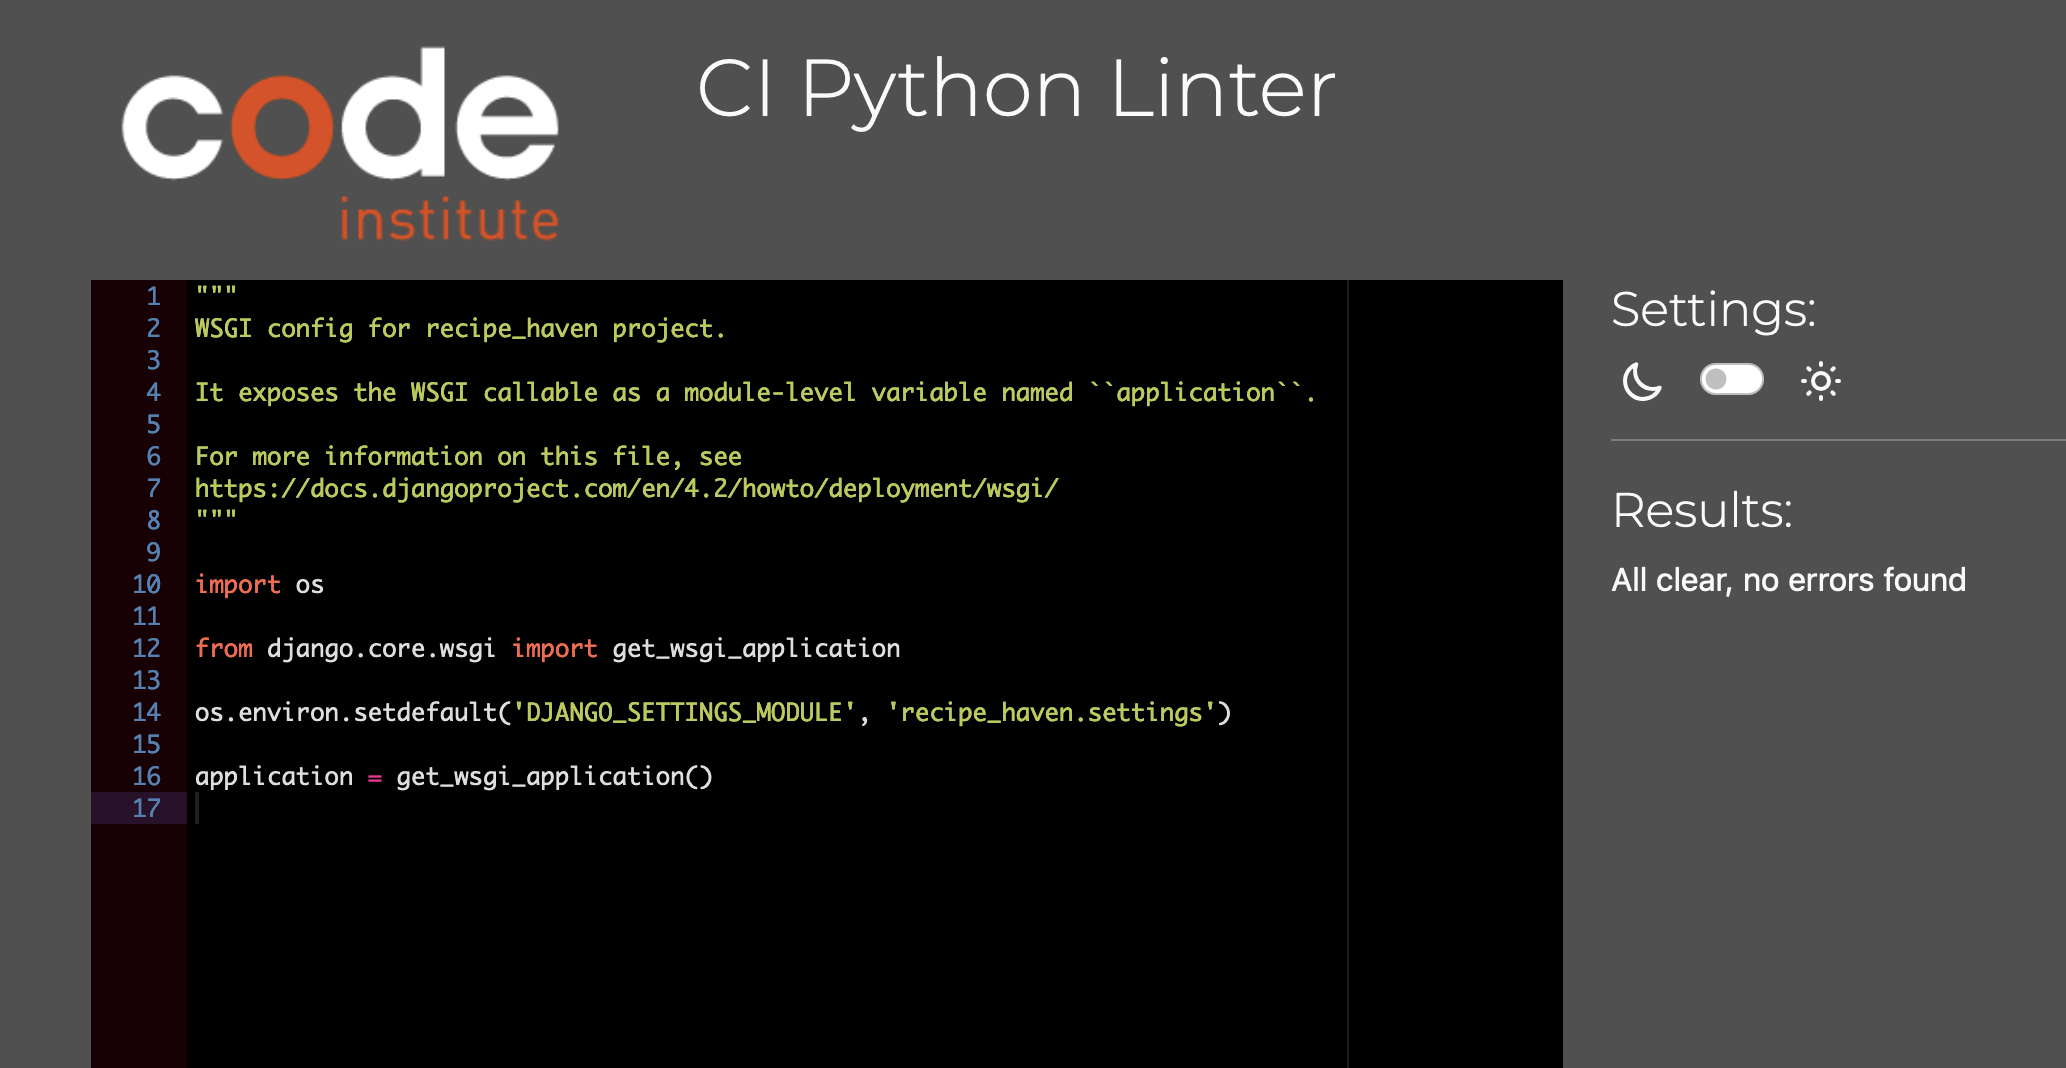 code
institute
CI Python Linter
1 """
2 WSGI config for recipe_haven project.
3
4 It exposes the WSGI callable as a module-level variable named ``application``.
5
6 For more information on this file, see
7 https://docs.djangoproject.com/en/4.2/howto/deployment/wsgi/
8 """
9
10 import os
11
12 from django.core.wsgi import get_wsgi_application
13
14 os.environ.setdefault('DJANGO_SETTINGS_MODULE', 'recipe_haven.settings')
15
16 application = get_wsgi_application()
17
Settings:
Results:
All clear, no errors found